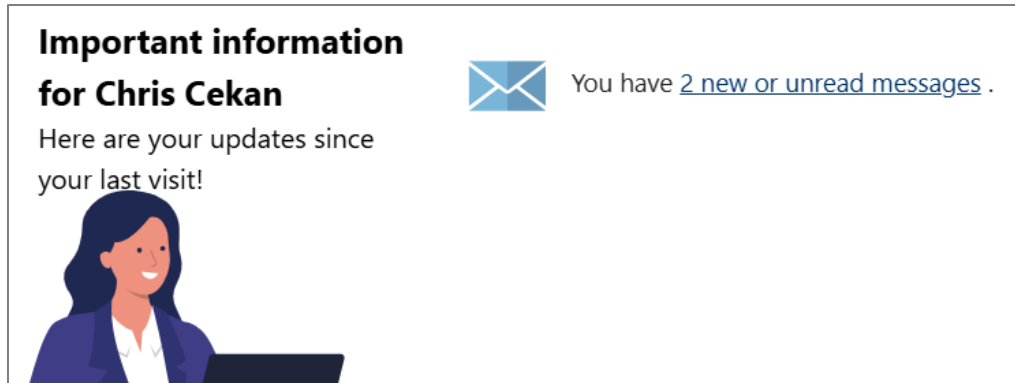 Important information
for Chris Cekan
Here are your updates since
your last visit!
You have 2 new or unread messages .